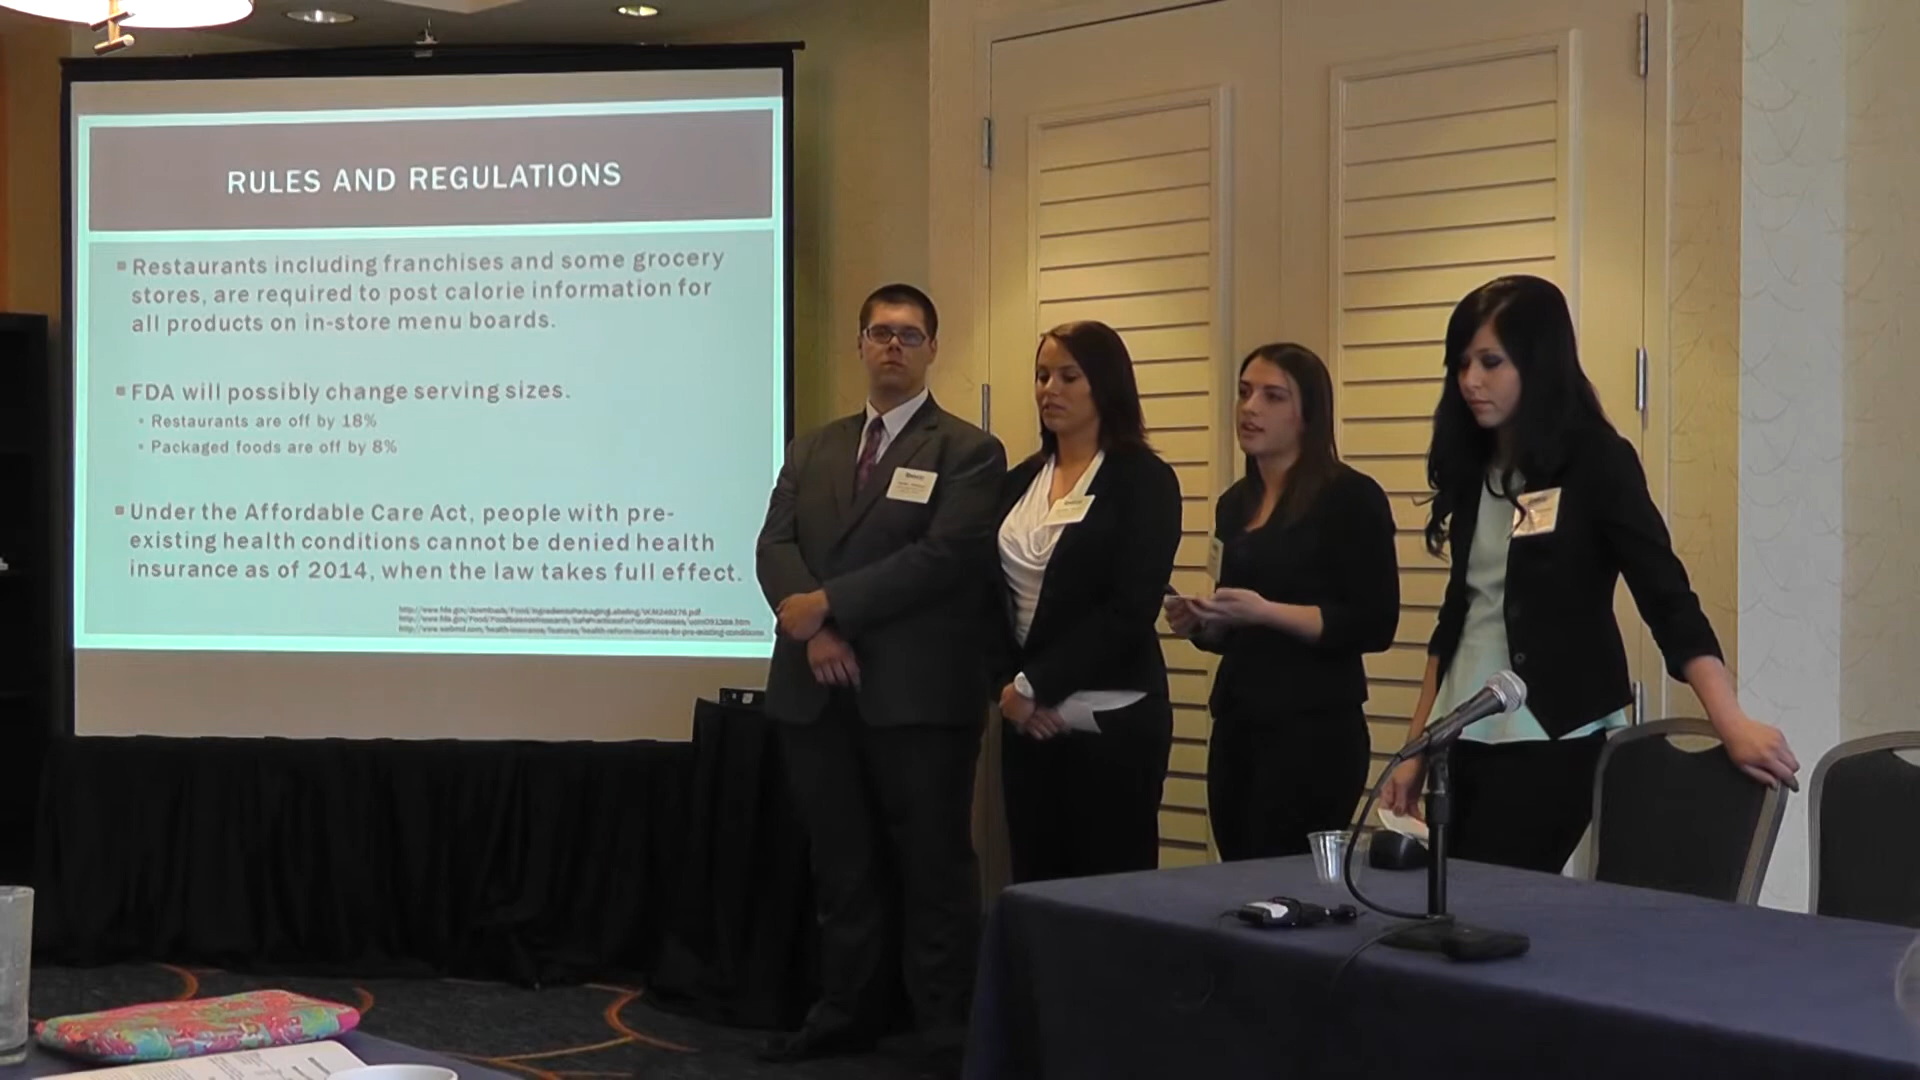 RULES AND REGULATIONS
Restaurants including franchises and some grocery
stores, are required to post calorie information for
all products on in-store menu boards.
FDA will possibly change serving sizes.
Restaurants are off by 18%
Packaged foods are off by 8%
Under the Affordable Care Act, people with pre-
existing health conditions cannot be denied health
insurance as of 2014, when the law takes full effect.